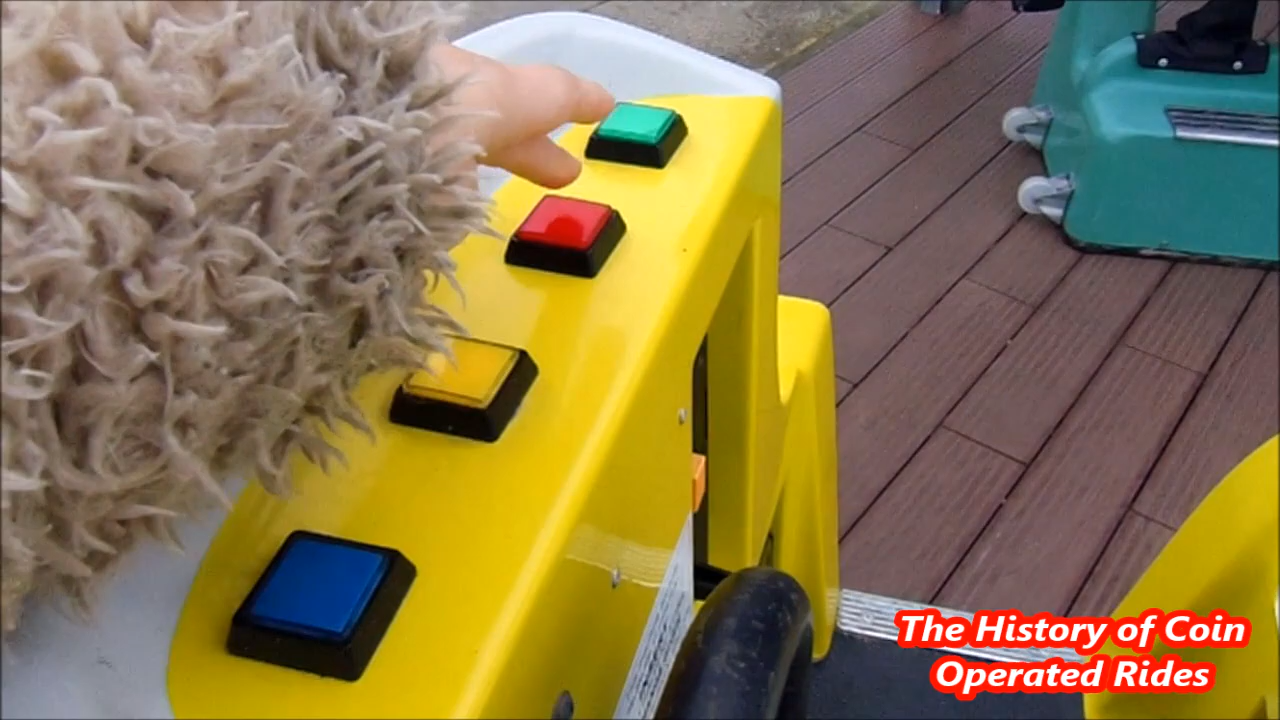 The History of Coin
Operated Rides